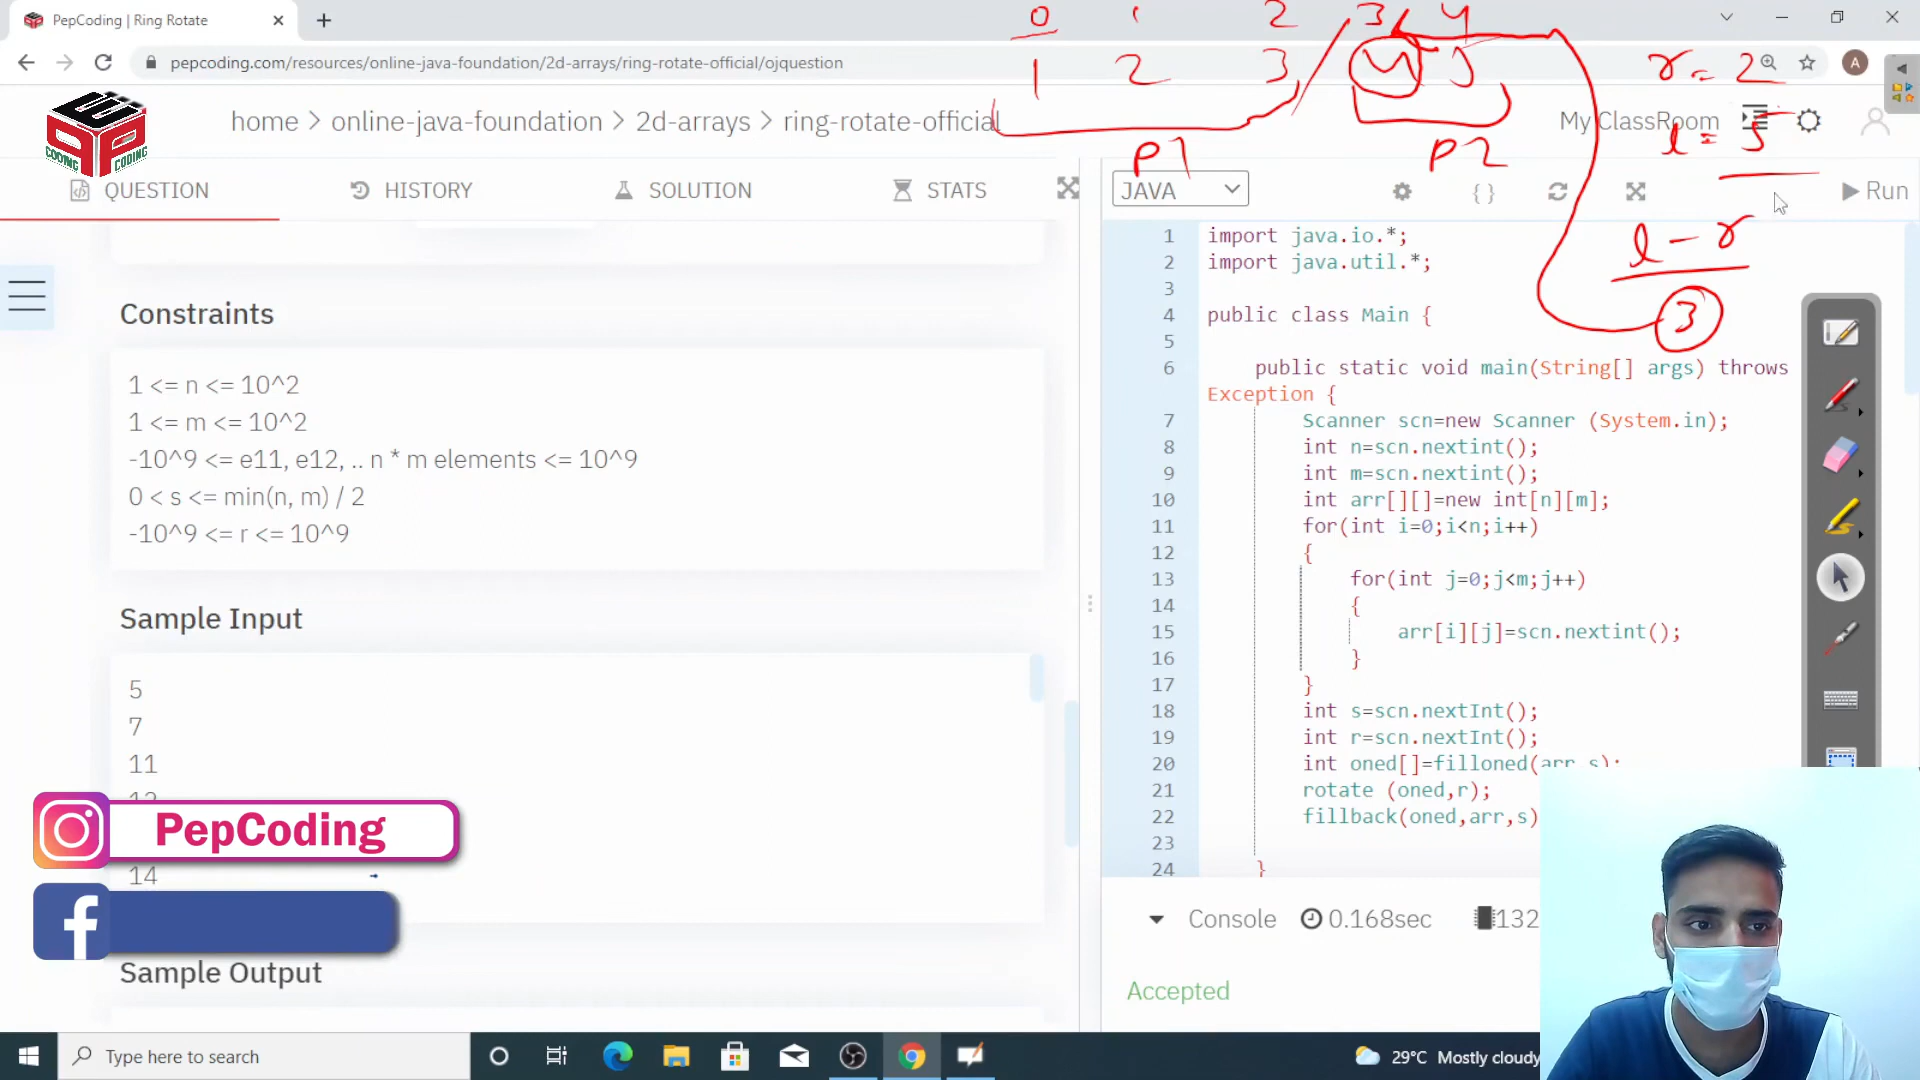 PepCoding | Ring Rotate
0 1 2 3 4
pepcoding.com/resources/online-java-foundation/2d-arrays/ring-rotate-official/ojquestion
A
1 2 3 4 5
r = 2
l = 5
P1
P2
l - r
3
CODING
CODING
home > online-java-foundation > 2d-arrays > ring-rotate-official
My ClassRoom
QUESTION
HISTORY
SOLUTION
STATS
JAVA
{ }
Run
Constraints
1 <= n <= 10^2
1 <= m <= 10^2
-10^9 <= e11, e12, .. n * m elements <= 10^9
0 < s <= min(n, m) / 2
-10^9 <= r <= 10^9
Sample Input
5
7
11
14
Sample Output
PepCoding
1 import java.io.*;
2 import java.util.*;
3
4 public class Main {
5
6 public static void main(String[] args) throws
Exception {
7 Scanner scn=new Scanner (System.in);
8 int n=scn.nextint();
9 int m=scn.nextint();
10 int arr[][]=new int[n][m];
11 for(int i=0;i<n;i++)
12 {
13 for(int j=0;j<m;j++)
14 {
15 arr[i][j]=scn.nextint();
16 }
17 }
18 int s=scn.nextInt();
19 int r=scn.nextInt();
20 int oned[]=filloned(arr,s);
21 rotate (oned,r);
22 fillback(oned,arr,s)
23
24 }
Console 0.168sec 132
Accepted
Type here to search
29°C Mostly cloudy